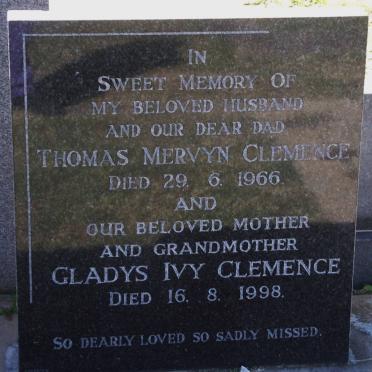 IN
SWEET MEMORY OF
MY BELOVED HUSBAND
AND OUR DEAR DAD
THOMAS MERVYN CLEMENCE
DIED 29. 6. 1966.
AND
OUR BELOVED MOTHER
AND GRANDMOTHER
GLADYS IVY CLEMENCE
DIED 16. 8. 1998.
SO DEARLY LOVED SO SADLY MISSED.